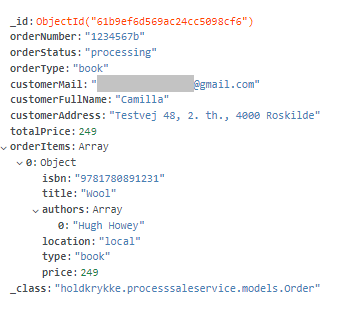 _id: ObjectId("61b9ef6d569ac24cc5098cf6")
orderNumber: "1234567b"
orderStatus: "processing"
orderType: "book"
customerMail: " @gmail.com"
customerFullName: "Camilla"
customerAddress: "Testvej 48, 2. th., 4000 Roskilde"
totalPrice: 249
orderItems: Array
0: Object
isbn: "9781780891231"
title: "Wool"
authors: Array
0: "Hugh Howey"
location: "local"
type: "book"
price: 249
_class: "holdkrykke.processsaleservice.models.Order"